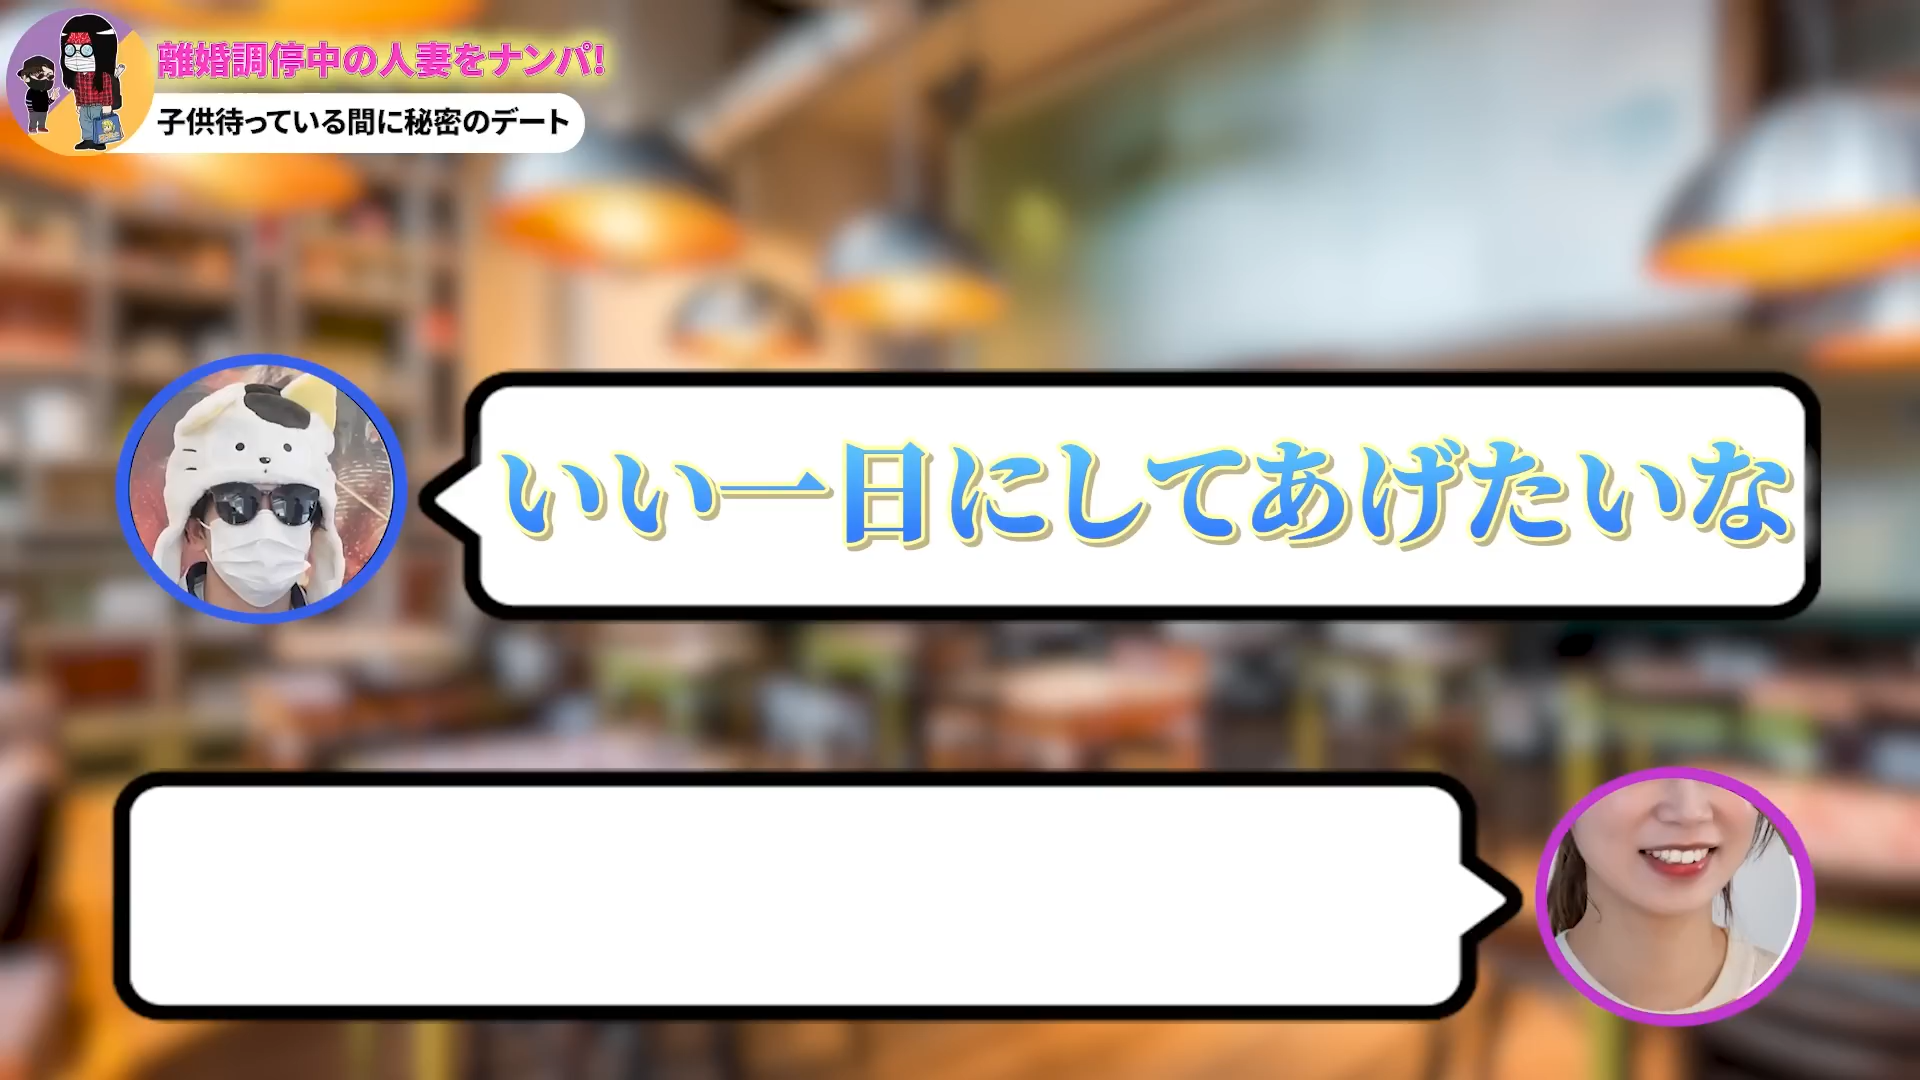 離婚調停中の人妻をナンパ!
子供待っている間に秘密のデート
いい一日にしてあげたいな